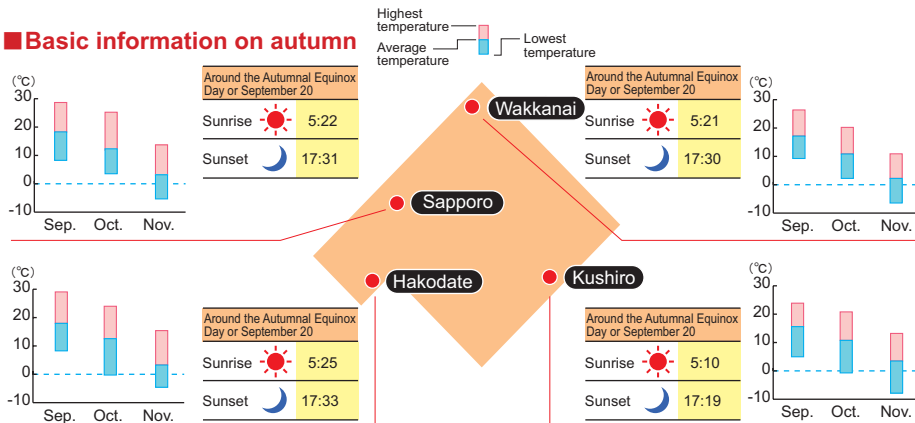 ■Basic information on autumn
Highest
temperature
Average
temperature
Lowest
temperature
(℃)
30
20
10
0
-10
Sep. Oct. Nov.
Around the Autumnal Equinox
Day or September 20
Sunrise 5:22
Sunset 17:31
Wakkanai
Sapporo
Hakodate
Kushiro
Around the Autumnal Equinox
Day or September 20
Sunrise 5:21
Sunset 17:30
(℃)
30
20
10
0
-10
Sep. Oct. Nov.
(℃)
30
20
10
0
-10
Sep. Oct. Nov.
Around the Autumnal Equinox
Day or September 20
Sunrise 5:25
Sunset 17:33
Around the Autumnal Equinox
Day or September 20
Sunrise 5:10
Sunset 17:19
(℃)
30
20
10
0
-10
Sep. Oct. Nov.